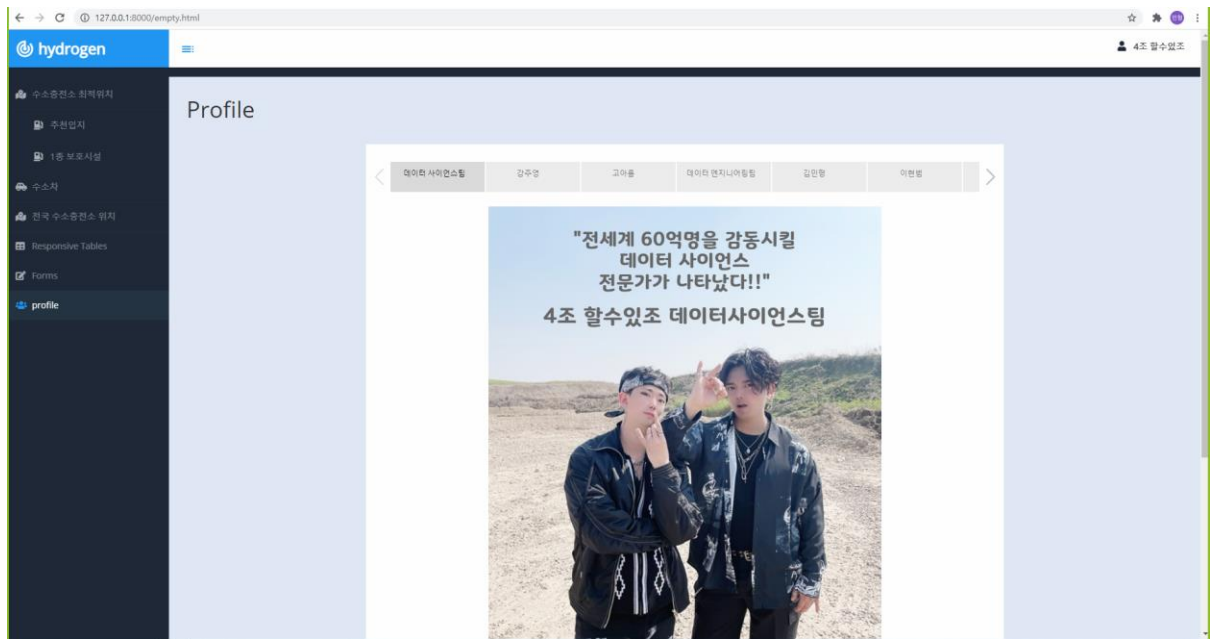 127.0.0.1:8000/empty.html
hydrogen
4조 할수있조
수소충전소 최적위치
추천입지
1종 보호시설
수소차
전국 수소충전소 위치
Responsive Tables
Forms
profile
Profile
데이터 사이언스팀
강주영
고아름
데이터 엔지니어링팀
김민형
이현범
"전세계 60억명을 감동시킬
데이터 사이언스
전문가가 나타났다!!"
4조 할수있조 데이터사이언스팀